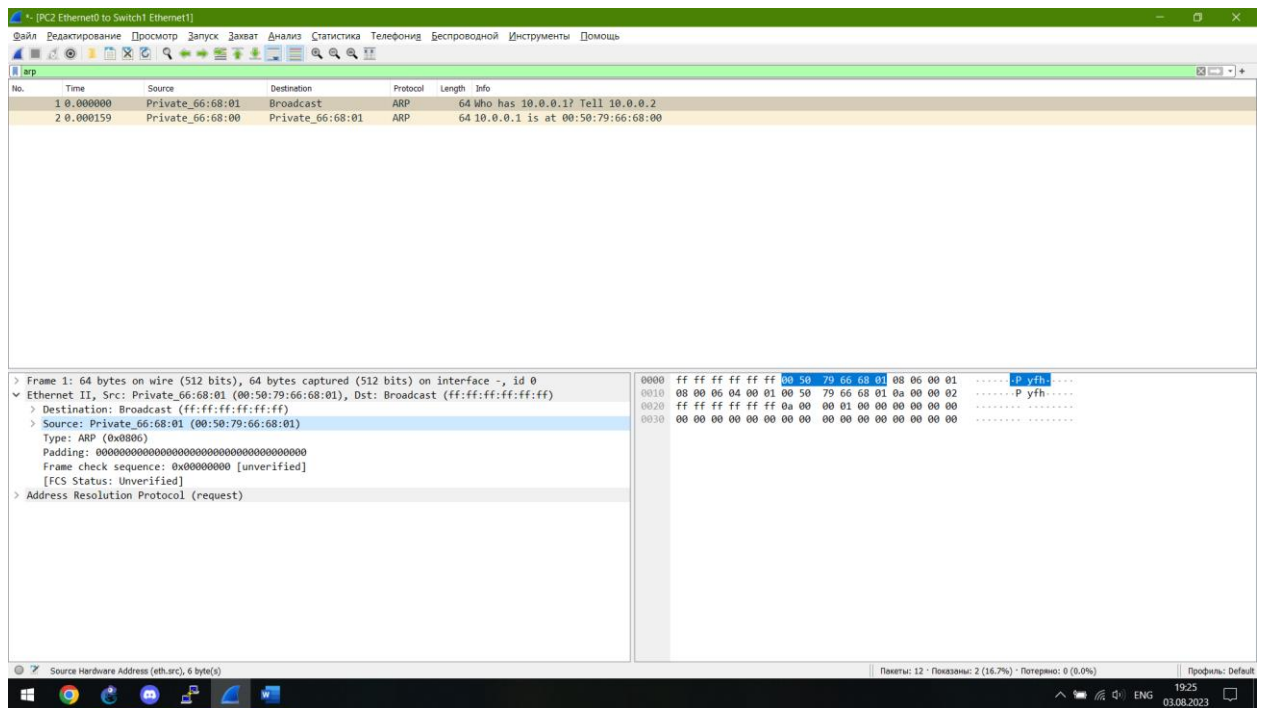 *- [PC2 Ethernet0 to Switch1 Ethernet1]
Файл Редактирование Просмотр Запуск Захват Анализ Статистика Телефония Беспроводной Инструменты Помощь
arp
No. Time Source Destination Protocol Length Info
1 0.000000 Private_66:68:01 Broadcast ARP 64 Who has 10.0.0.1? Tell 10.0.0.2
2 0.000159 Private_66:68:00 Private_66:68:01 ARP 64 10.0.0.1 is at 00:50:79:66:68:00
> Frame 1: 64 bytes on wire (512 bits), 64 bytes captured (512 bits) on interface -, id 0
Ethernet II, Src: Private_66:68:01 (00:50:79:66:68:01), Dst: Broadcast (ff:ff:ff:ff:ff:ff)
> Destination: Broadcast (ff:ff:ff:ff:ff:ff)
> Source: Private_66:68:01 (00:50:79:66:68:01)
Type: ARP (0x0806)
Padding: 000000000000000000000000000000000000
Frame check sequence: 0x00000000 [unverified]
[FCS Status: Unverified]
> Address Resolution Protocol (request)
0000 ff ff ff ff ff ff 00 50 79 66 68 01 08 06 00 01 ·······P yfh·····
0010 08 00 06 04 00 01 00 50 79 66 68 01 0a 00 00 02 ·······P yfh·····
0020 ff ff ff ff ff ff 0a 00 00 01 00 00 00 00 00 00 ········ ········
0030 00 00 00 00 00 00 00 00 00 00 00 00 00 00 00 00 ········ ········
Source Hardware Address (eth.src), 6 byte(s)
Пакеты: 12 · Показаны: 2 (16.7%) · Потеряно: 0 (0.0%)
Профиль: Default
ENG
19:25
03.08.2023